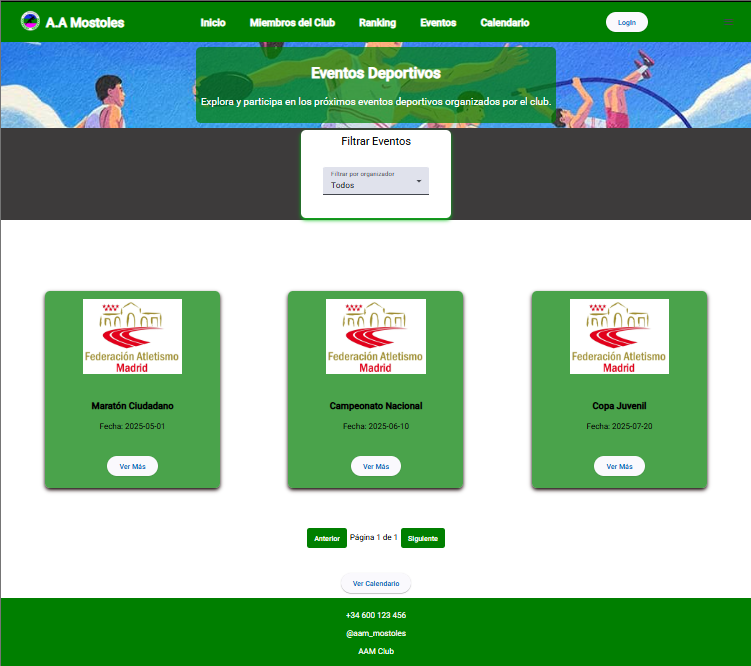 A.A Mostoles
Inicio
Miembros del Club
Ranking
Eventos
Calendario
Login
Eventos Deportivos
Explora y participa en los próximos eventos deportivos organizados por el club.
Filtrar Eventos
Filtrar por organizador
Todos
Federación Atletismo
Madrid
Maratón Ciudadano
Fecha: 2025-05-01
Ver Más
Federación Atletismo
Madrid
Campeonato Nacional
Fecha: 2025-06-10
Ver Más
Federación Atletismo
Madrid
Copa Juvenil
Fecha: 2025-07-20
Ver Más
Anterior Página 1 de 1 Siguiente
Ver Calendario
+34 600 123 456
@aam_mostoles
AAM Club